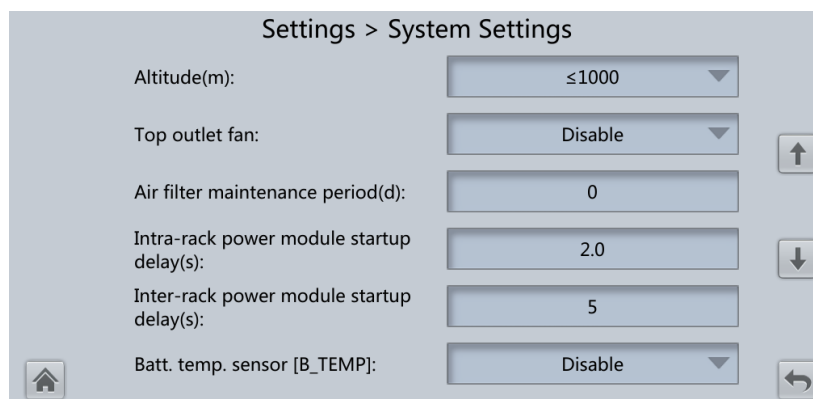 Settings > System Settings
Altitude(m):
≤1000
Top outlet fan:
Disable
Air filter maintenance period(d):
0
Intra-rack power module startup
delay(s):
2.0
Inter-rack power module startup
delay(s):
5
Batt. temp. sensor [B_TEMP]:
Disable